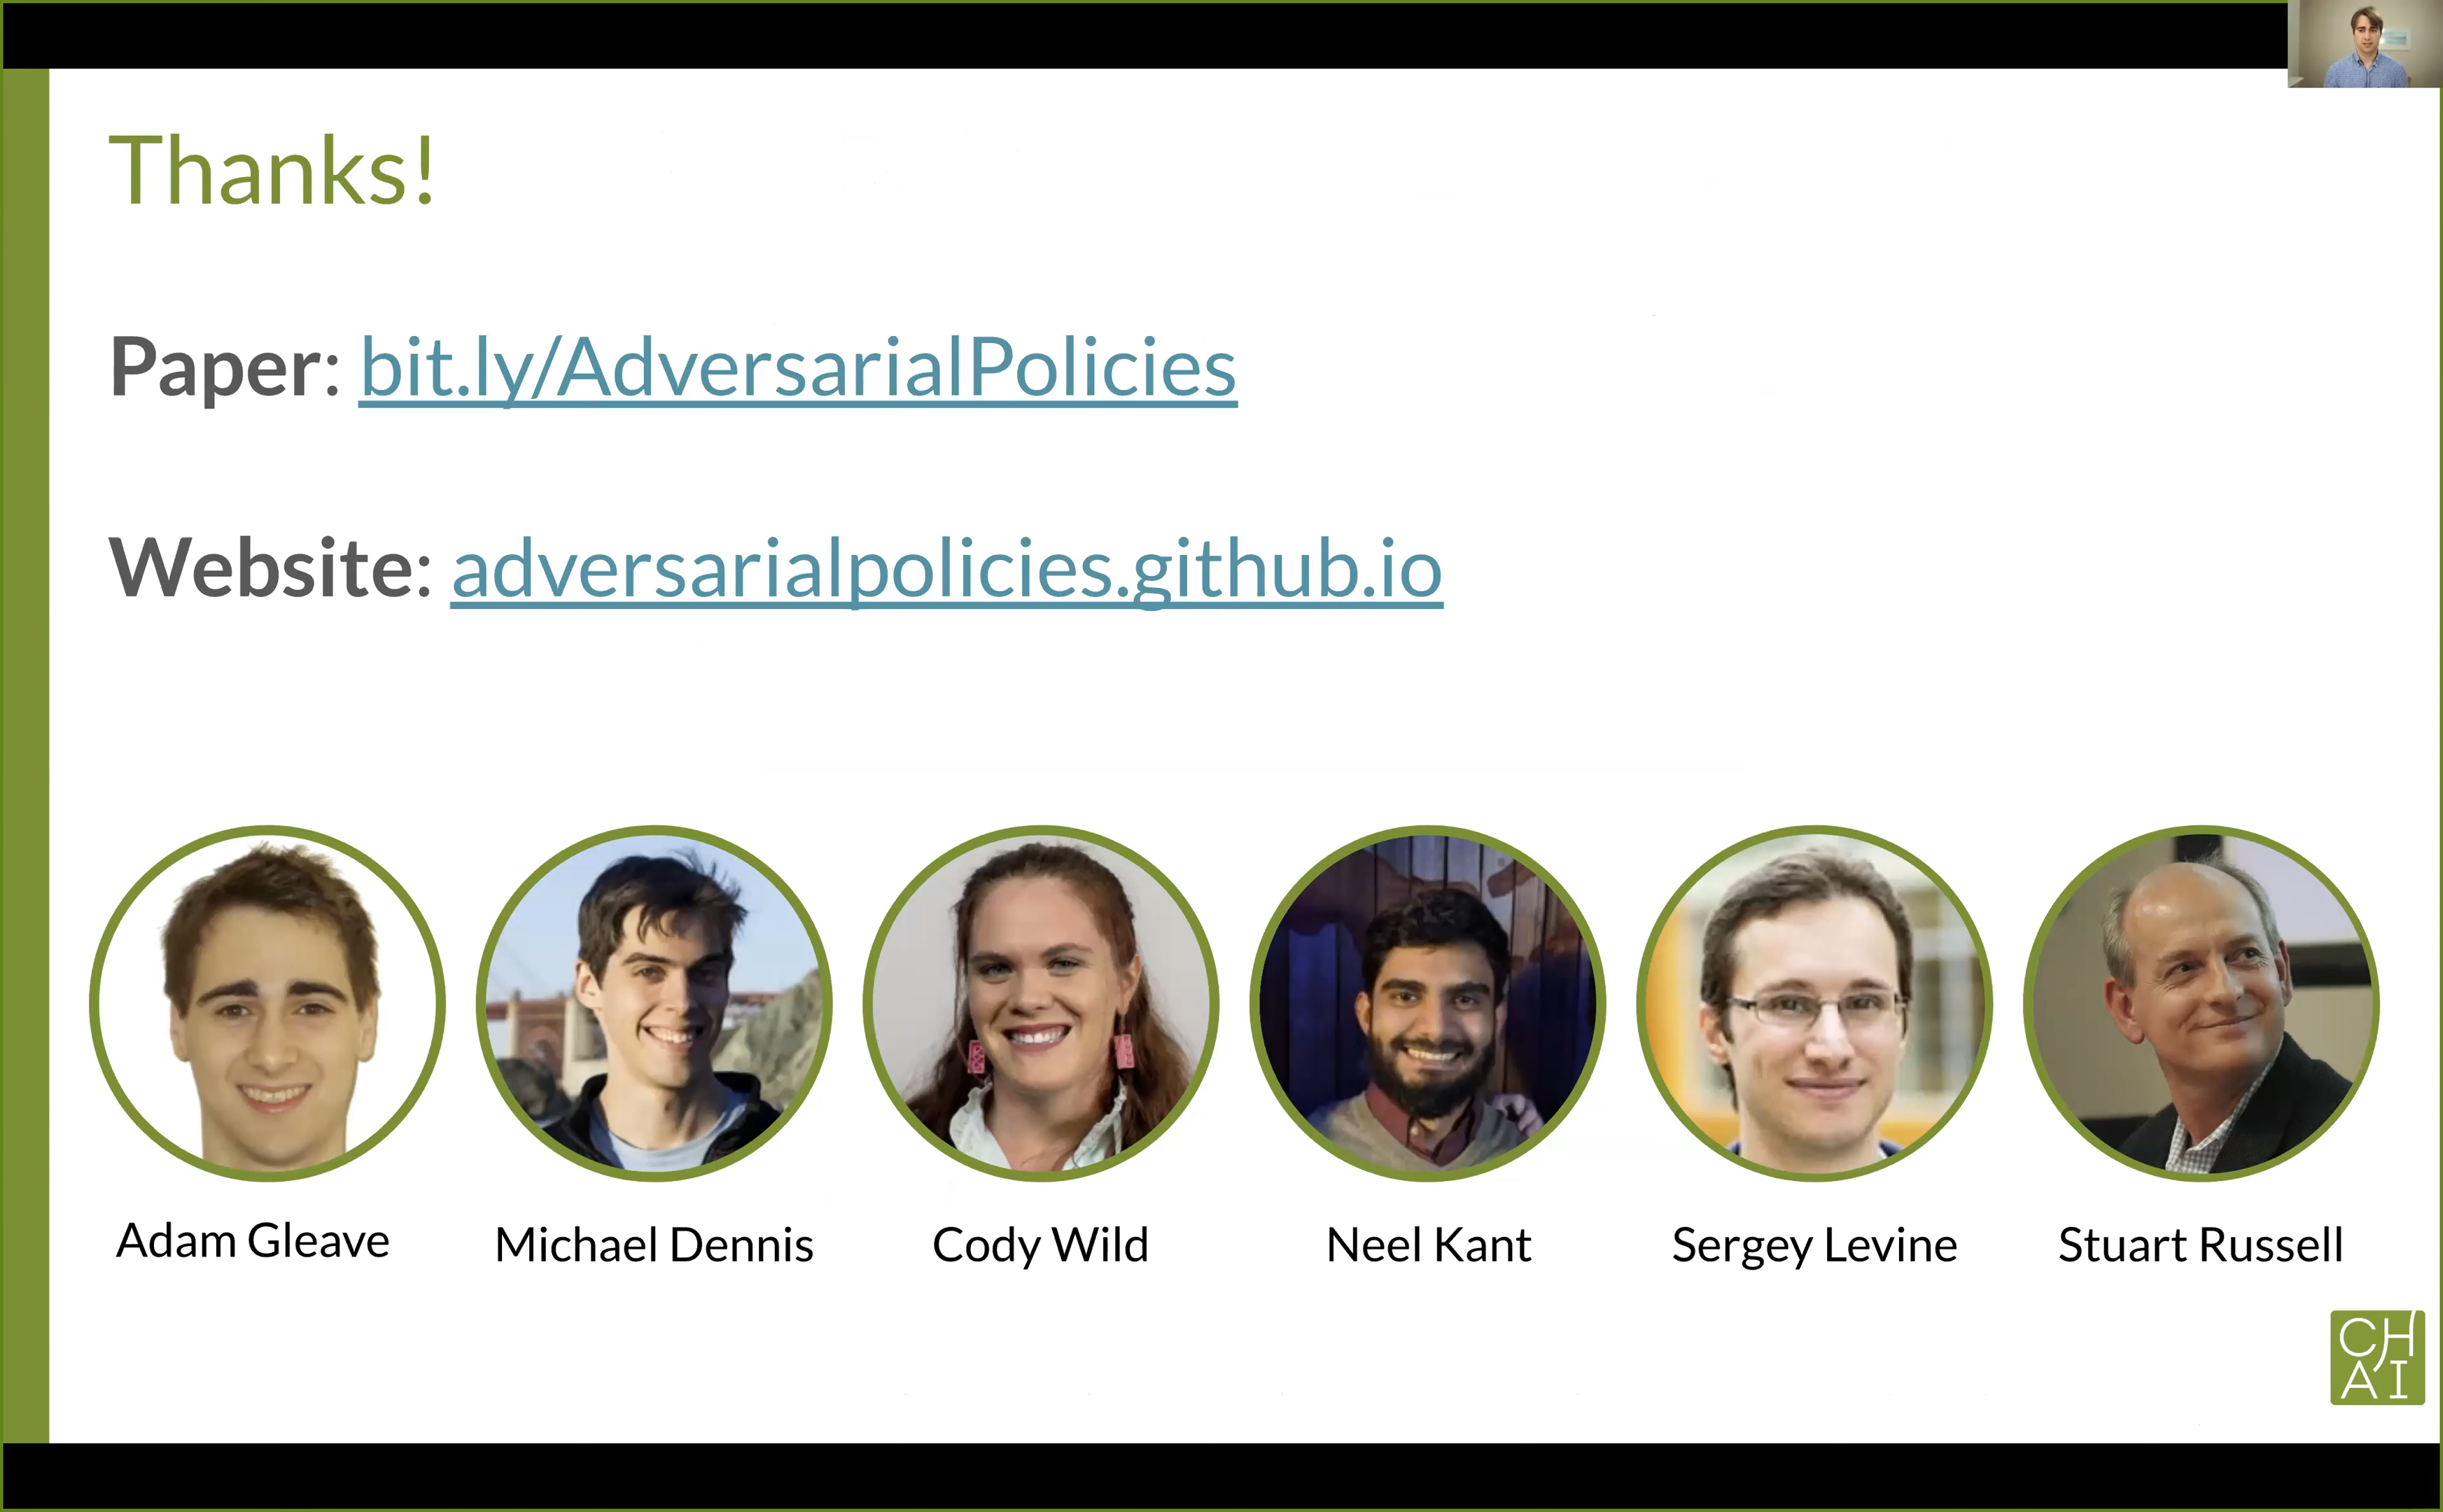 Thanks!
Paper: bit.ly/AdversarialPolicies
Website: adversarialpolicies.github.io
Adam Gleave
Michael Dennis
Cody Wild
Neel Kant
Sergey Levine
Stuart Russell
CH
AI